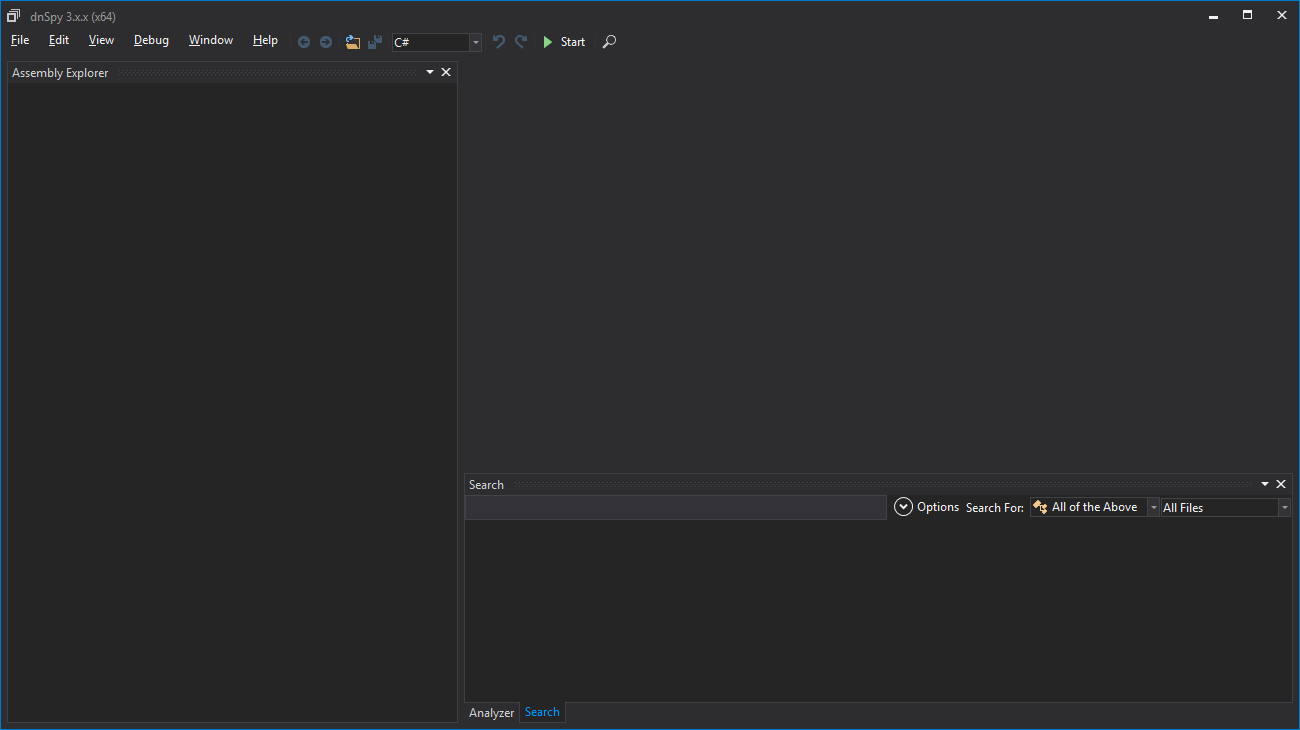 dnSpy 3.x.x (x64)
File Edit View Debug Window Help C# Start
Assembly Explorer
Search
Options Search For: All of the Above All Files
Analyzer Search